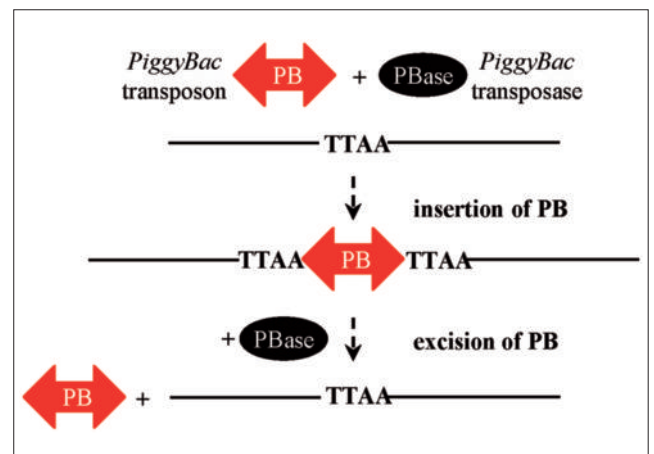 PiggyBac
transposon
PB
+
PBase
PiggyBac
transposase
TTAA
insertion of PB
TTAA
PB
TTAA
+
PBase
excision of PB
PB
+
TTAA